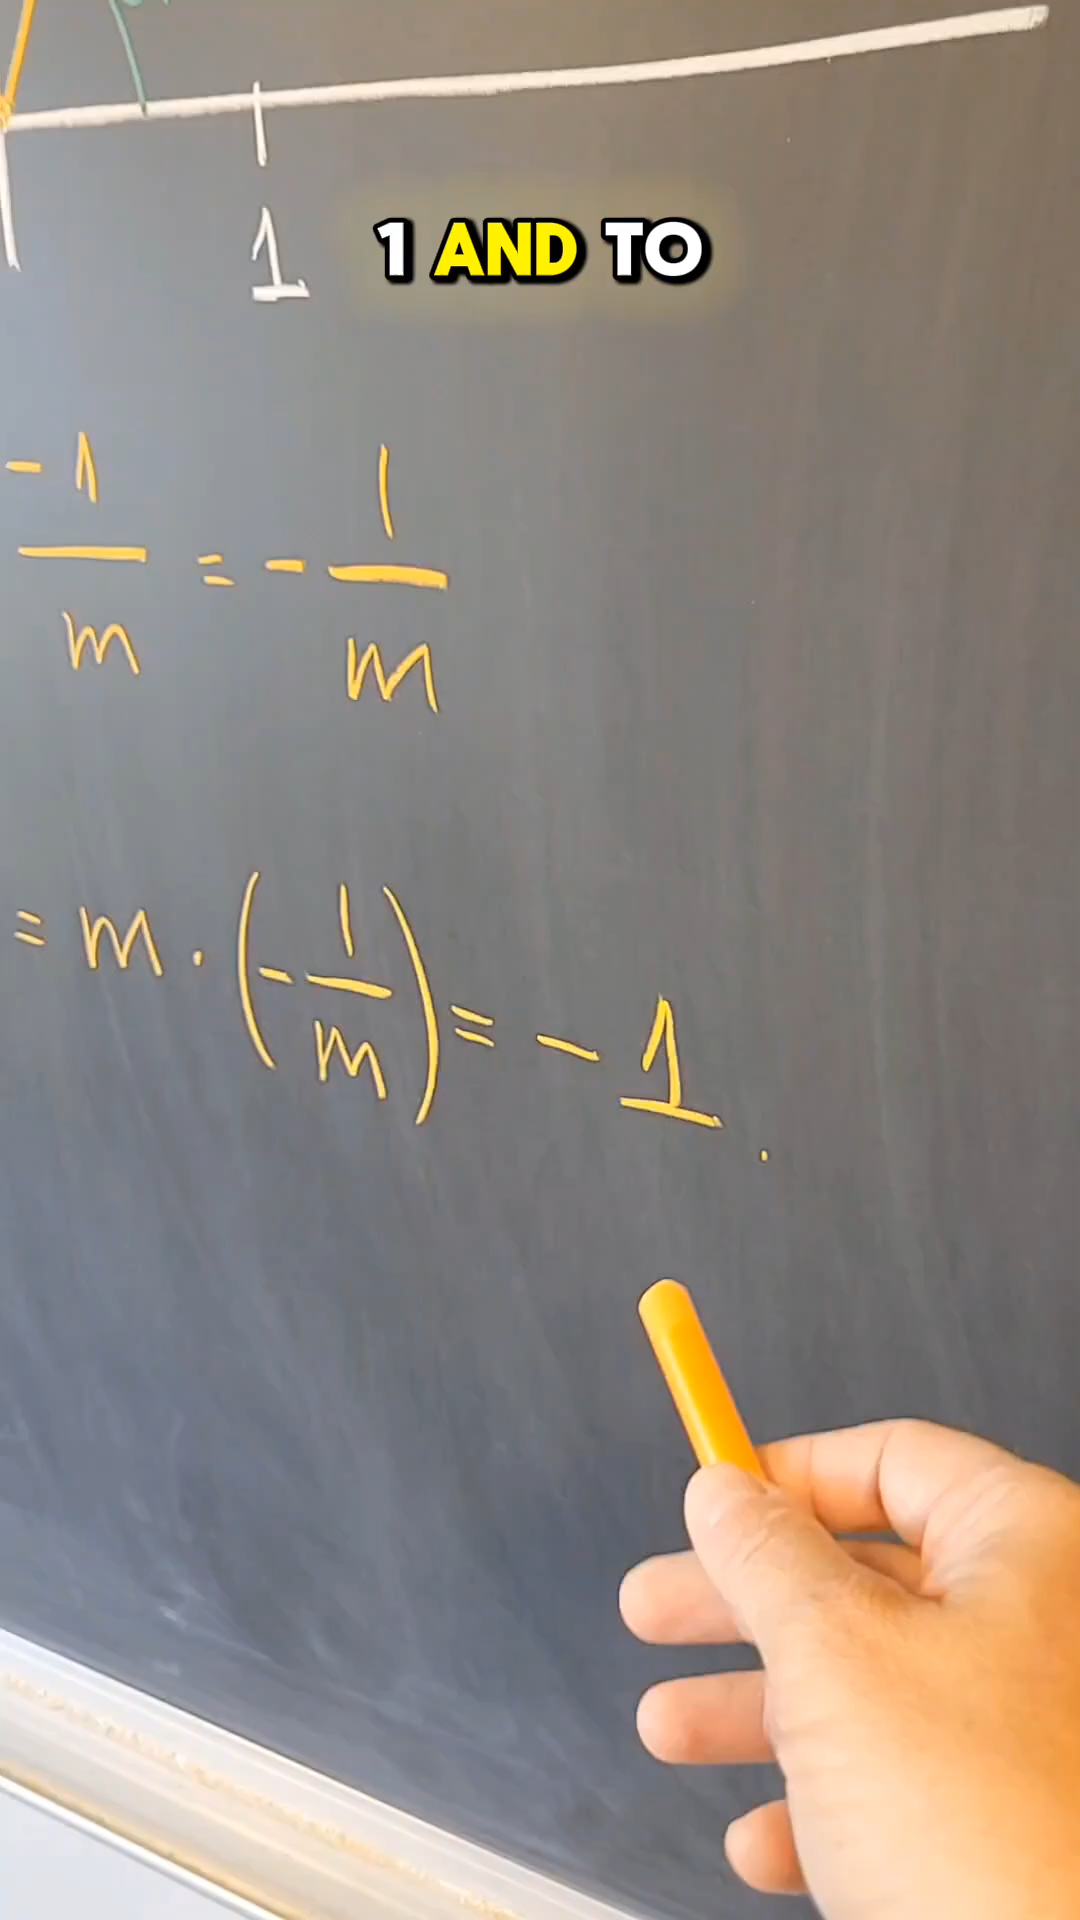 1 AND TO
1
-1/m = - 1/m
= m · (- 1/m) = - 1.